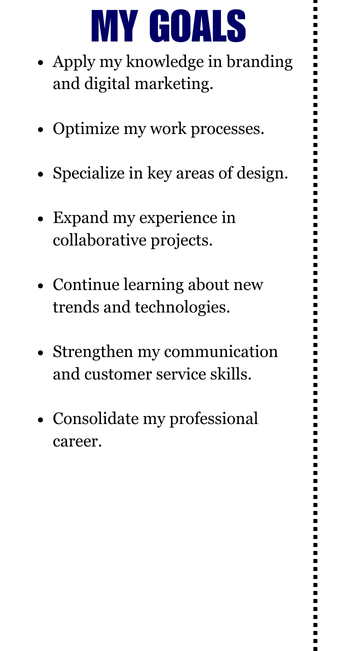 MY GOALS
• Apply my knowledge in branding
and digital marketing.
• Optimize my work processes.
• Specialize in key areas of design.
• Expand my experience in
collaborative projects.
• Continue learning about new
trends and technologies.
• Strengthen my communication
and customer service skills.
• Consolidate my professional
career.